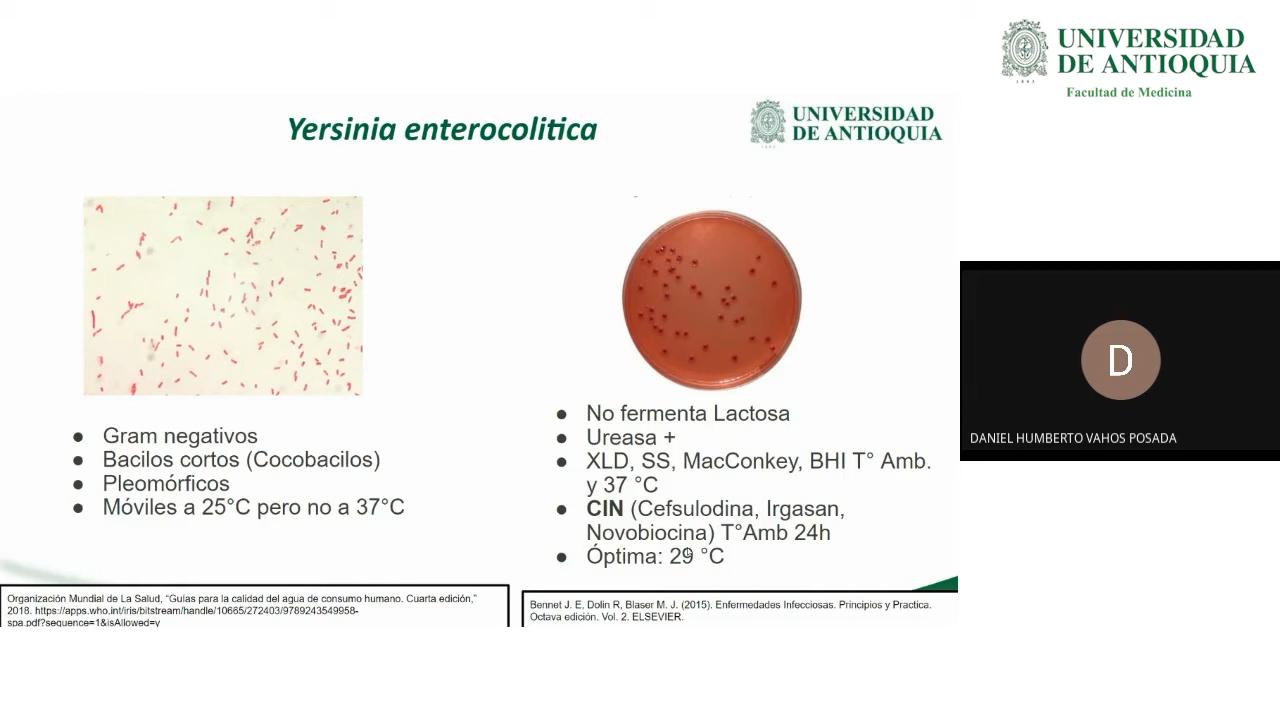 UNIVERSIDAD
DE ANTIOQUIA
1803
Facultad de Medicina
Yersinia enterocolitica
UNIVERSIDAD
DE ANTIOQUIA
● Gram negativos
● Bacilos cortos (Cocobacilos)
● Pleomórficos
● Móviles a 25°C pero no a 37°C
● No fermenta Lactosa
● Ureasa +
● XLD, SS, MacConkey, BHI T° Amb.
y 37 °C
● CIN (Cefsulodina, Irgasan,
Novobiocina) T°Amb 24h
● Óptima: 29 °C
Organización Mundial de La Salud, “Guías para la calidad del agua de consumo humano. Cuarta edición,”
2018. https://apps.who.int/iris/bitstream/handle/10665/272403/9789243549958-
spa.pdf?sequence=1&isAllowed=y
Bennet J. E, Dolin R, Blaser M. J. (2015). Enfermedades Infecciosas. Principios y Practica.
Octava edición. Vol. 2. ELSEVIER.
D
DANIEL HUMBERTO VAHOS POSADA